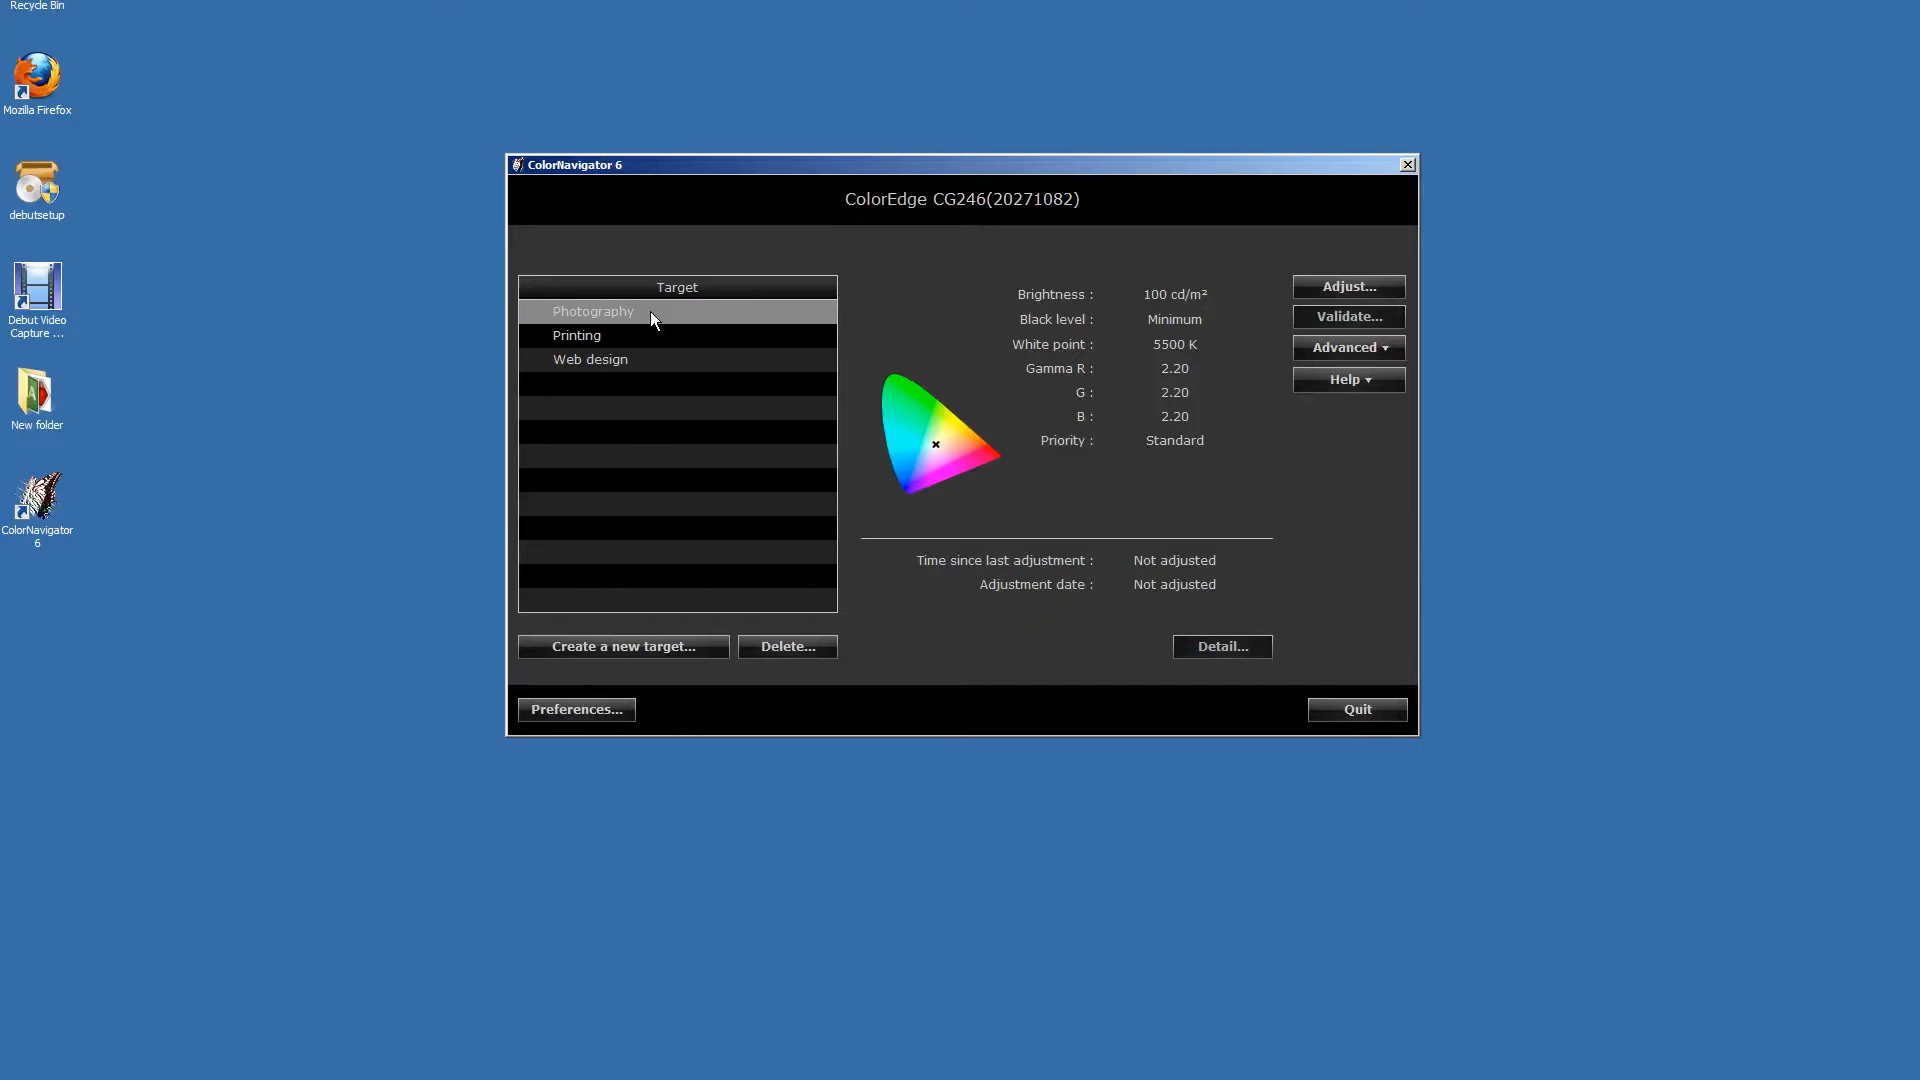 Recycle Bin
Mozilla Firefox
debutsetup
Debut Video
Capture ...
New folder
ColorNavigator
6
ColorNavigator 6
ColorEdge CG246(20271082)
Target
Photography
Printing
Web design
Create a new target...
Delete...
Brightness : 100 cd/m²
Black level : Minimum
White point : 5500 K
Gamma R : 2.20
G : 2.20
B : 2.20
Priority : Standard
Time since last adjustment : Not adjusted
Adjustment date : Not adjusted
Detail...
Adjust...
Validate...
Advanced
Help
Preferences...
Quit